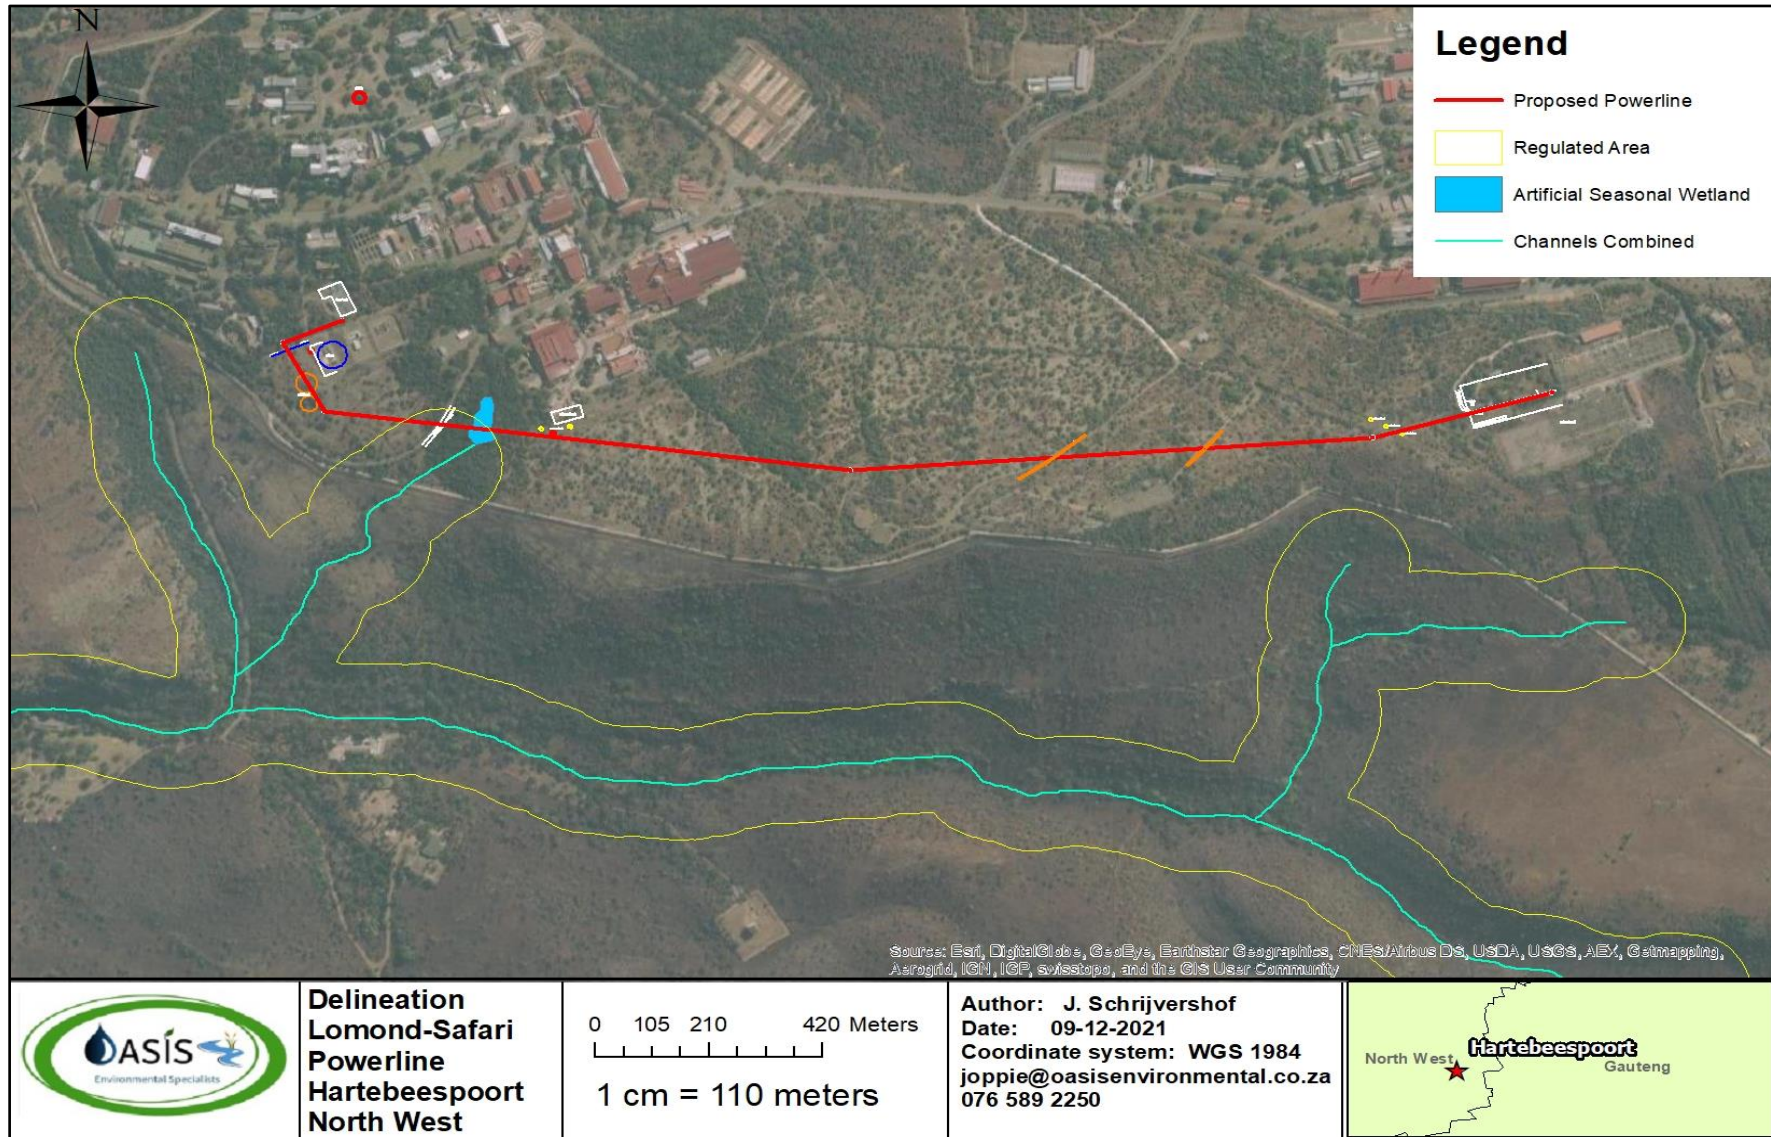 N
Legend
Proposed Powerline
Regulated Area
Artificial Seasonal Wetland
Channels Combined
Source: Esri, DigitalGlobe, GeoEye, Earthstar Geographics, CNES/Airbus DS, USDA, USGS, AEX, Getmapping,
Aerogrid, IGN, IGP, swisstopo, and the GIS User Community
OASIS
Environmental Specialists
Delineation
Lomond-Safari
Powerline
Hartebeespoort
North West
0 105 210 420 Meters
1 cm = 110 meters
Author: J. Schrijvershof
Date: 09-12-2021
Coordinate system: WGS 1984
joppie@oasisenvironmental.co.za
076 589 2250
Hartebeespoort
North West
Gauteng